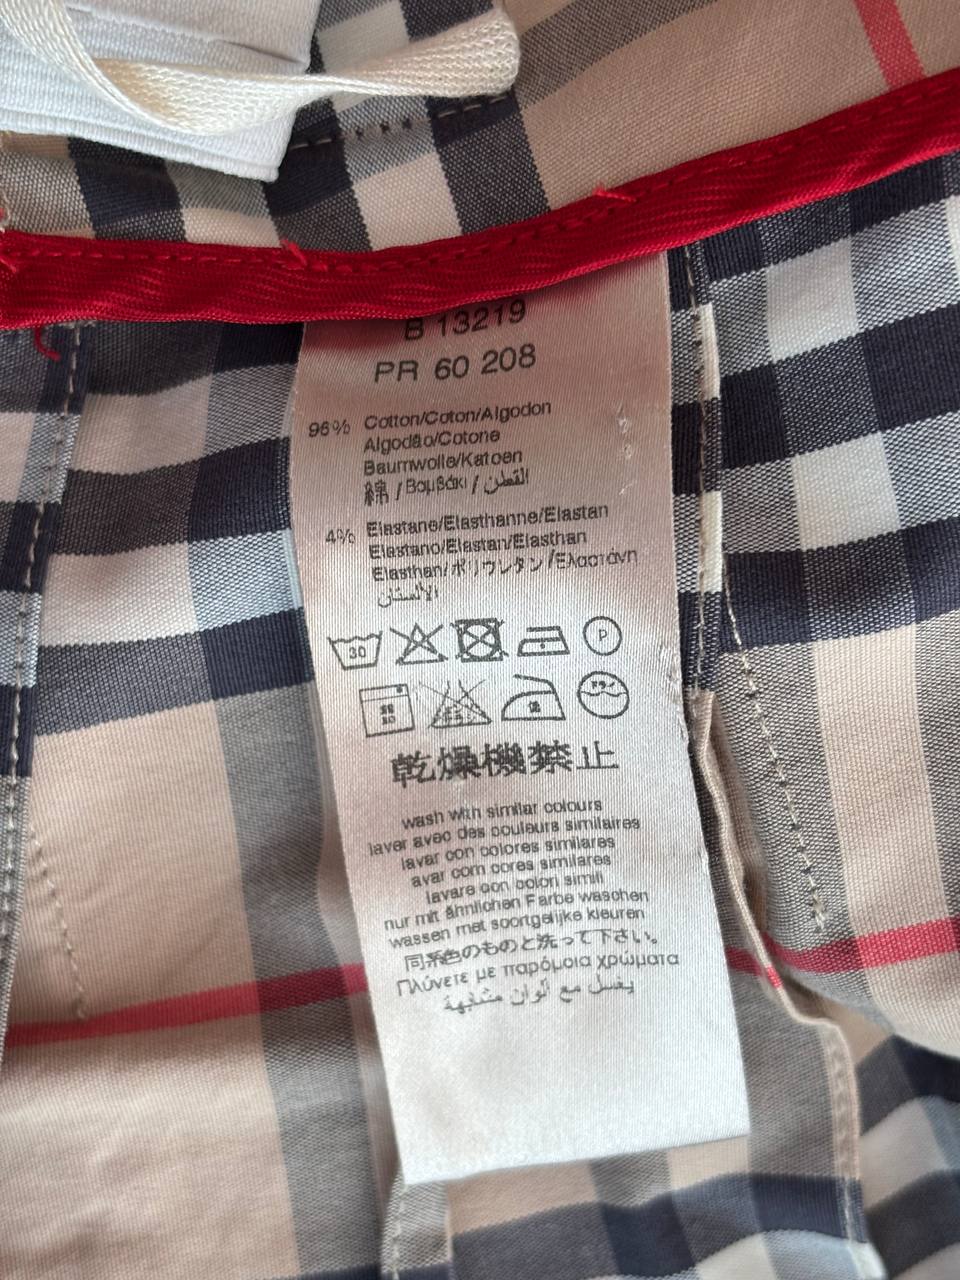 B 13219
PR 60 208
96% Cotton/Coton/Algodon
Algodão/Cotone
Baumwolle/Katoen
綿 / Βαμβάκι / القطن
4% Elastane/Elasthanne/Elastan
Elastano/Elastan/Elasthan
Elasthan/ポリウレタン/Ελαστάνη
الألستان
30 P
乾燥機禁止
wash with similar colours
laver avec des couleurs similaires
lavar con colores similares
avar com cores similares
lavare con colori simili
nur mit ähnlichen Farbe waschen
wassen met soortgelijke kleuren
同系色のものと洗って下さい。
Πλύνετε με παρόμοια χρώματα
يغسل مع ألوان مشابهة